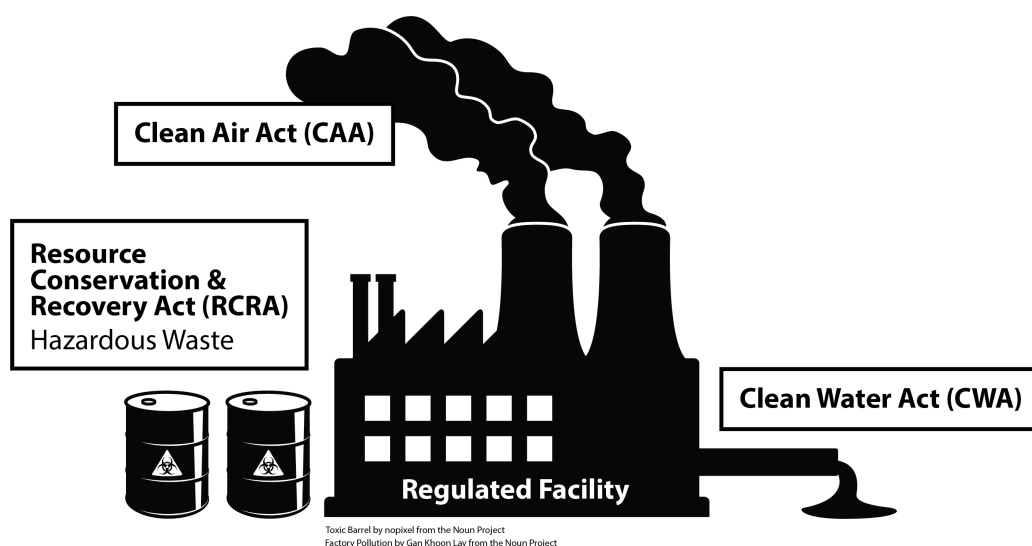 Clean Air Act (CAA)
Resource
Conservation &
Recovery Act (RCRA)
Hazardous Waste
Clean Water Act (CWA)
Regulated Facility
Toxic Barrel by nopixel from the Noun Project
Factory Pollution by Gan Khoon Lay from the Noun Project